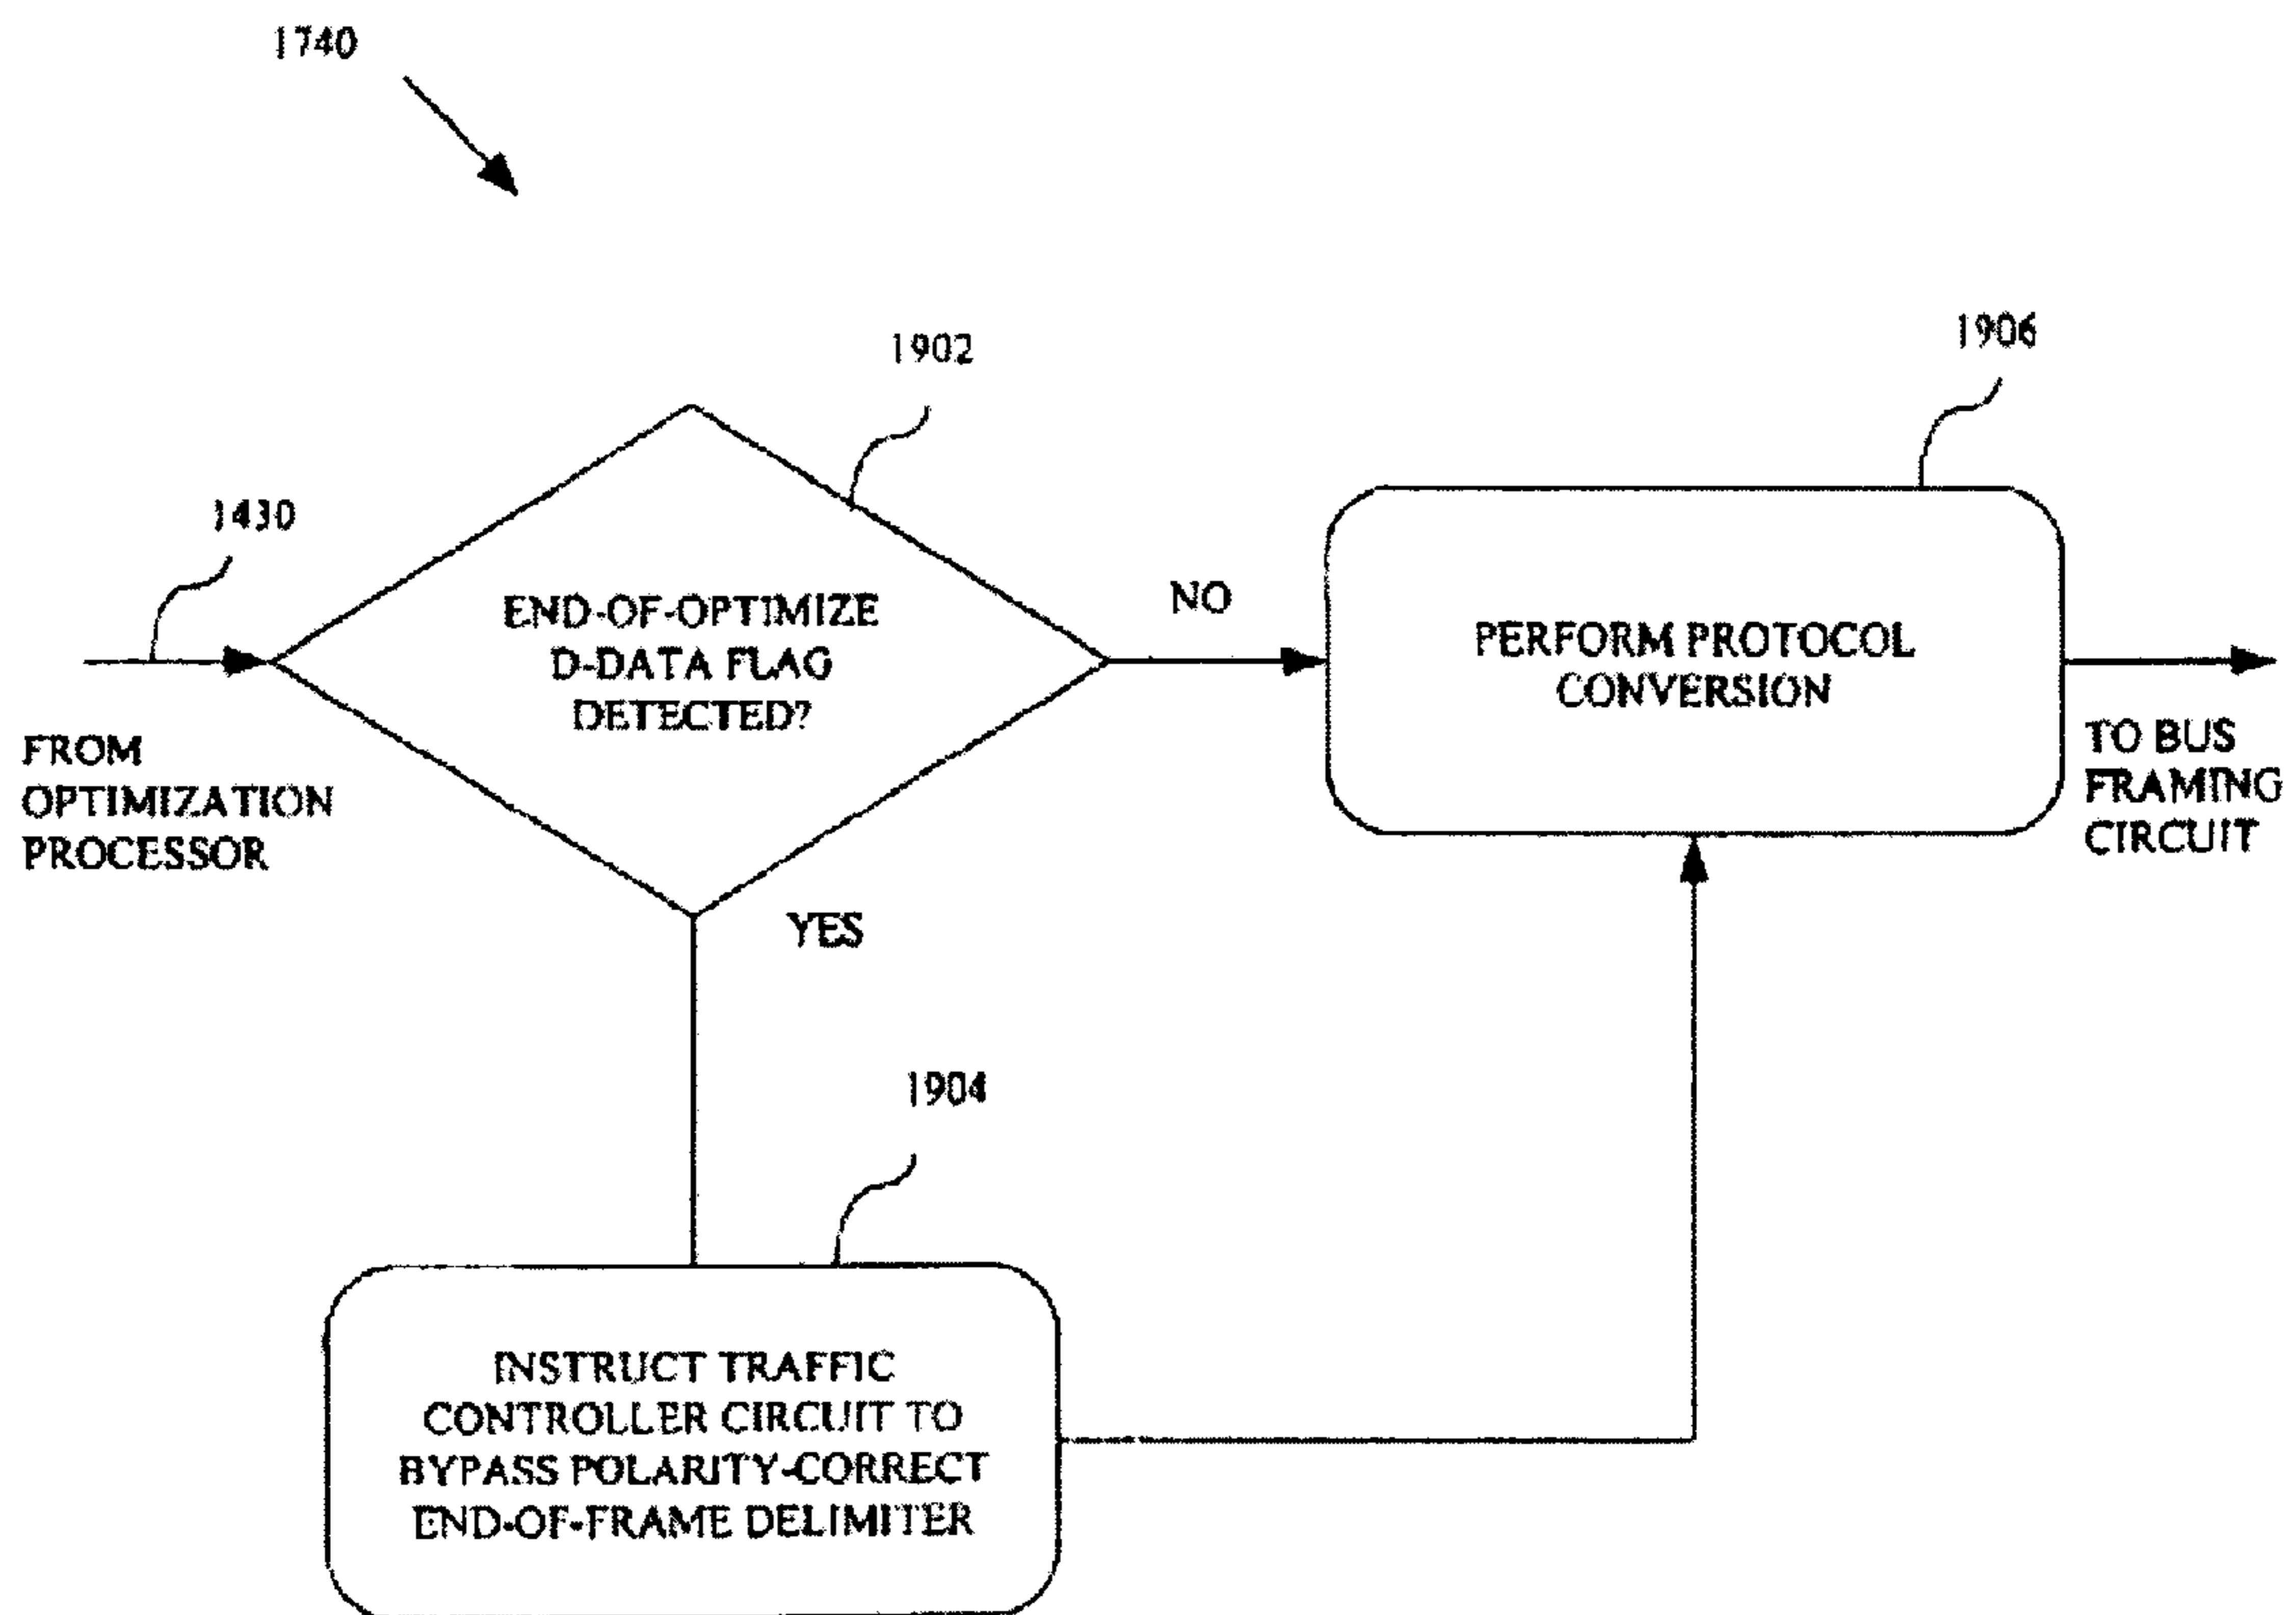 1740
1902
1906
1430
END-OF-OPTIMIZE
D-DATA FLAG
DETECTED?
NO
PERFORM PROTOCOL
CONVERSION
FROM
OPTIMIZATION
PROCESSOR
TO BUS
FRAMING
CIRCUIT
YES
1904
INSTRUCT TRAFFIC
CONTROLLER CIRCUIT TO
BYPASS POLARITY-CORRECT
END-OF-FRAME DELIMITER